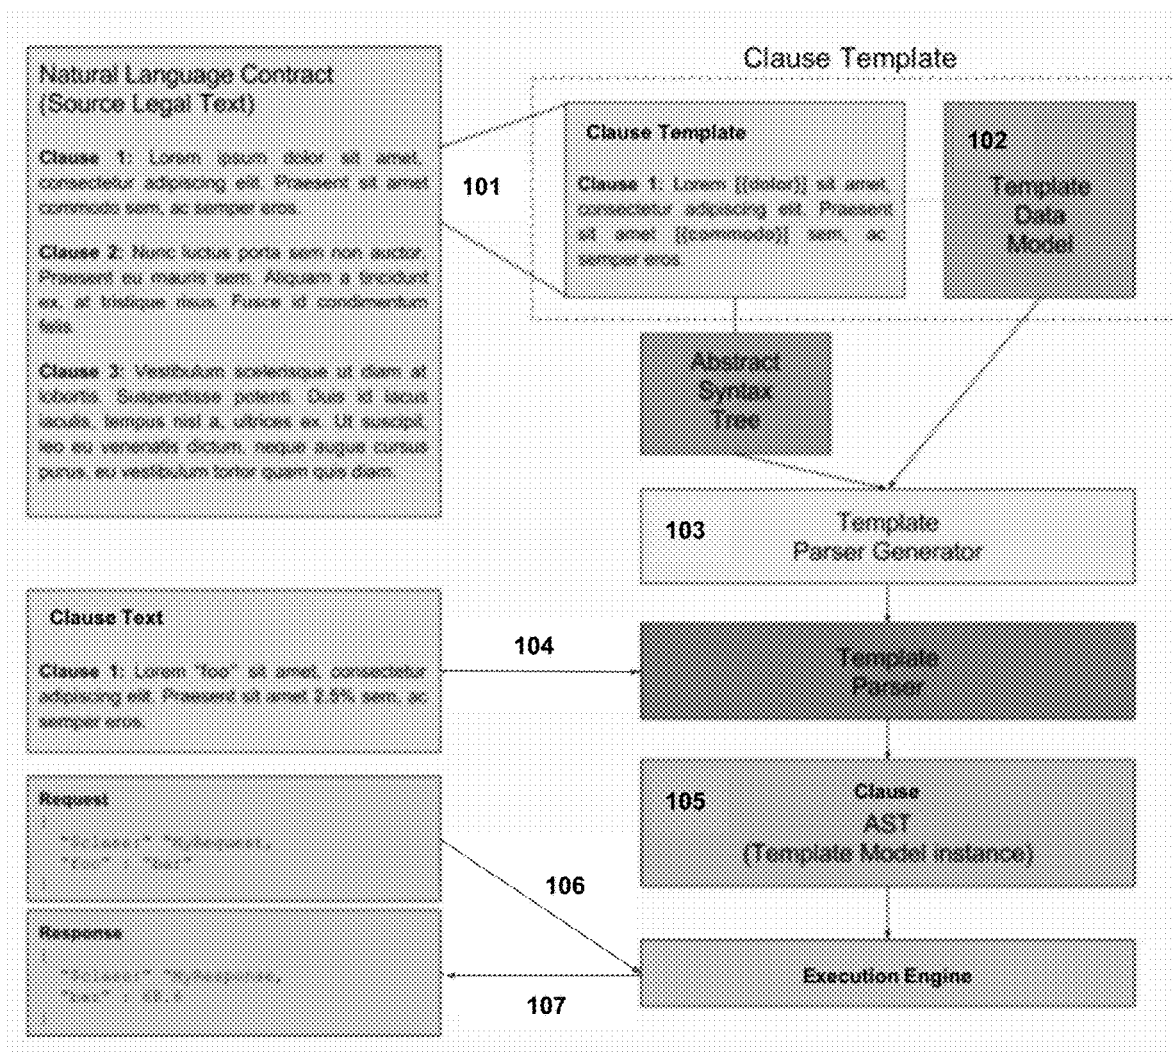 Natural Language Contract
(Source Legal Text)
Clause 1: Lorem ipsum dolor sit amet,
consectetur adipiscing elit. Praesent sit amet
commodo sem, ac semper eros.
Clause 2: Nunc luctus porta sem non auctor.
Praesent eu mauris sem. Aliquam a tincidunt
ex, at tristique risus. Fusce id condimentum
felis.
Clause 3: Vestibulum scelerisque ut diam at
lobortis. Suspendisse potenti. Duis id lacus
iaculis, tempus nisl a, ultrices ex. Ut suscipit,
leo eu venenatis dictum, neque augue cursus
purus, eu vestibulum tortor quam quis diam.
Clause Template
Clause Template
Clause 1: Lorem [{dolor}] sit amet,
consectetur adipiscing elit. Praesent
sit amet [{commodo}] sem, ac
semper eros.
101
102
Template
Data
Model
Abstract
Syntax
Tree
103
Template
Parser Generator
Clause Text
Clause 1: Lorem "foo" sit amet, consectetur
adipiscing elit. Praesent sit amet 2.5% sem, ac
semper eros.
104
Template
Parser
105
Clause
AST
(Template Model instance)
Request
{
"$class" "MyRequest,
"foo" : "bar"
106
Response
{
"$class" "MyResponse,
107
Execution Engine